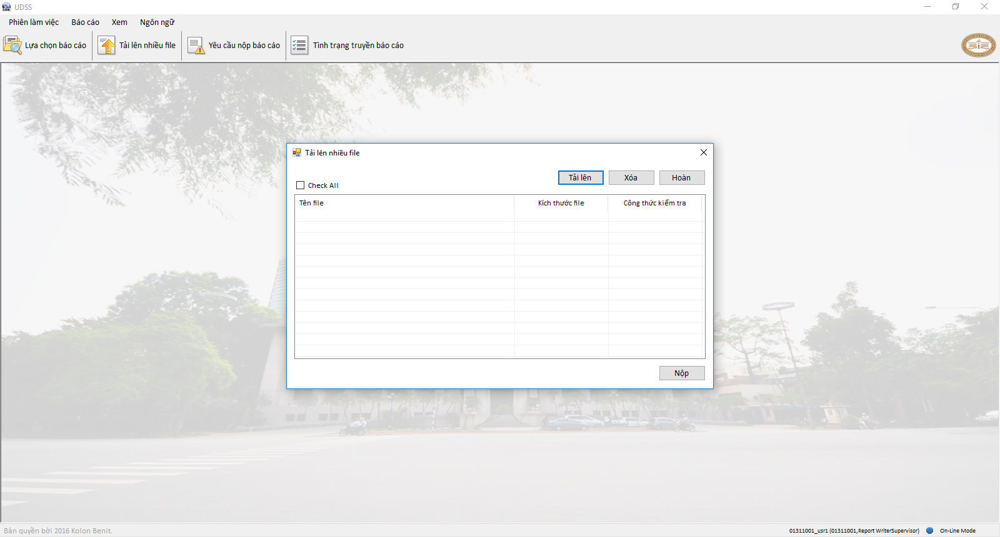 UDSS
Phiên làm việc Báo cáo Xem Ngôn ngữ
Lựa chọn báo cáo Tải lên nhiều file Yêu cầu nộp báo cáo Tình trạng truyền báo cáo
Tải lên nhiều file
Tải lên Xóa Hoàn
Check All
Tên file Kích thước file Công thức kiểm tra
Nộp
Bản quyền bởi 2016 Kolon Benit.
01311001_usr1 (01311001,Report WriterSupervisor) On-Line Mode